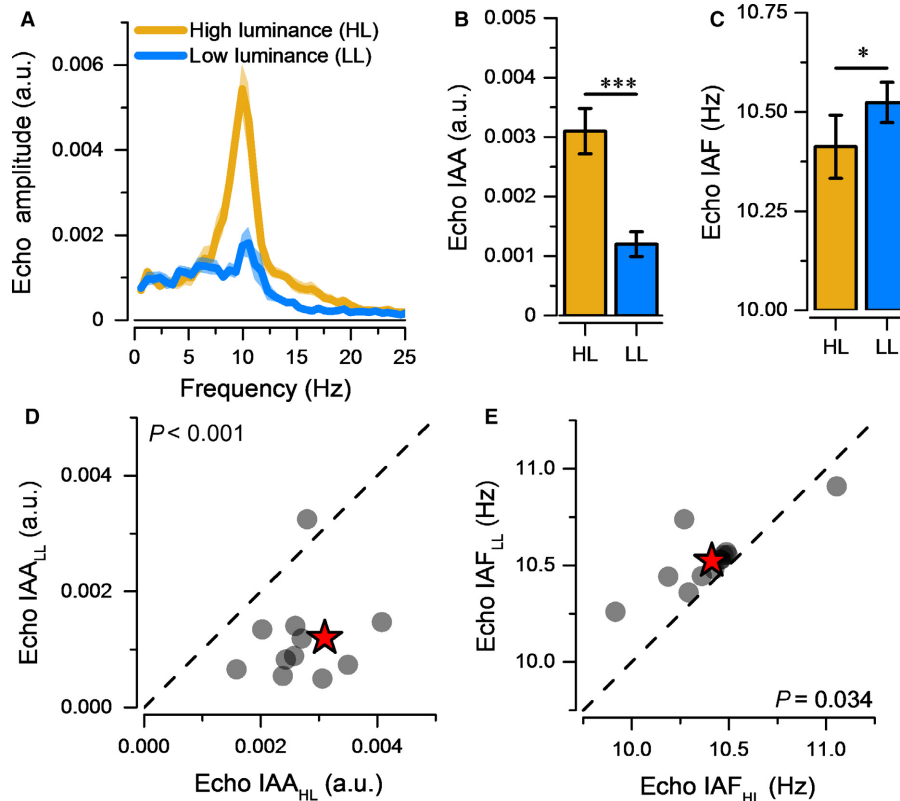 A
High luminance (HL)
Low luminance (LL)
Echo amplitude (a.u.)
0.006
0.004
0.002
0
0 5 10 15 20 25
Frequency (Hz)
B
Echo IAA (a.u.)
0.005
0.004
0.003
0.002
0.001
0
***
HL LL
C
Echo IAF (Hz)
10.75
10.50
10.25
10.00
*
HL LL
D
P < 0.001
Echo IAALL (a.u.)
0.004
0.002
0.000
0.000 0.002 0.004
Echo IAAHL (a.u.)
E
Echo IAFLL (Hz)
11.0
10.5
10.0
P = 0.034
10.0 10.5 11.0
Echo IAFHL (Hz)